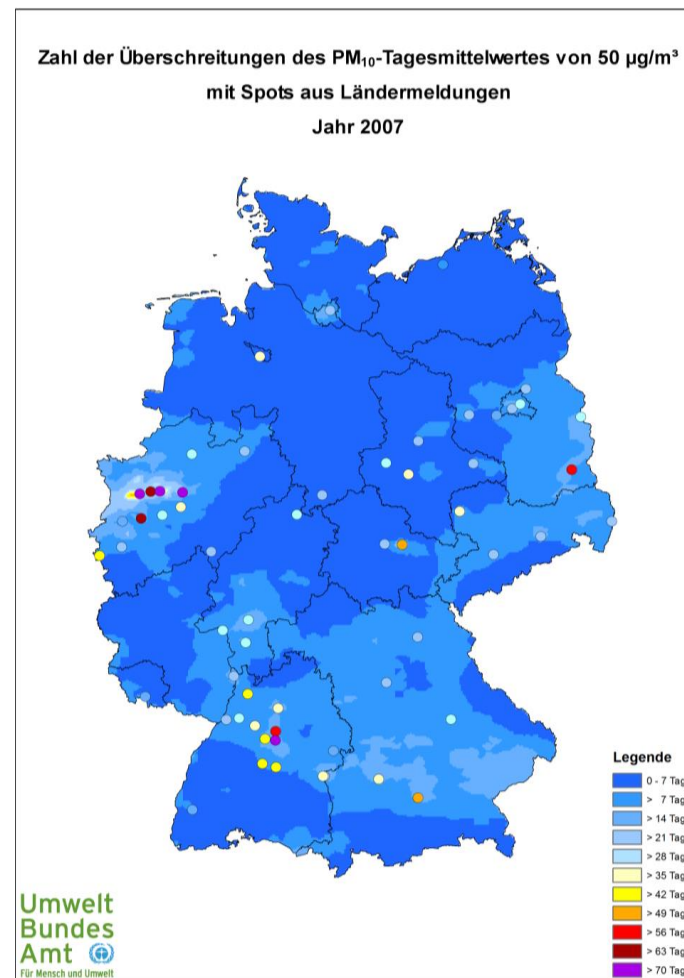 Zahl der Überschreitungen des PM₁₀-Tagesmittelwertes von 50 µg/m³
mit Spots aus Ländermeldungen
Jahr 2007
Legende
0 - 7 Tag
> 7 Tag
> 14 Tag
> 21 Tag
> 28 Tag
> 35 Tag
> 42 Tag
> 49 Tag
> 56 Tag
> 63 Tag
> 70 Tag
Umwelt
Bundes
Amt
Für Mensch und Umwelt